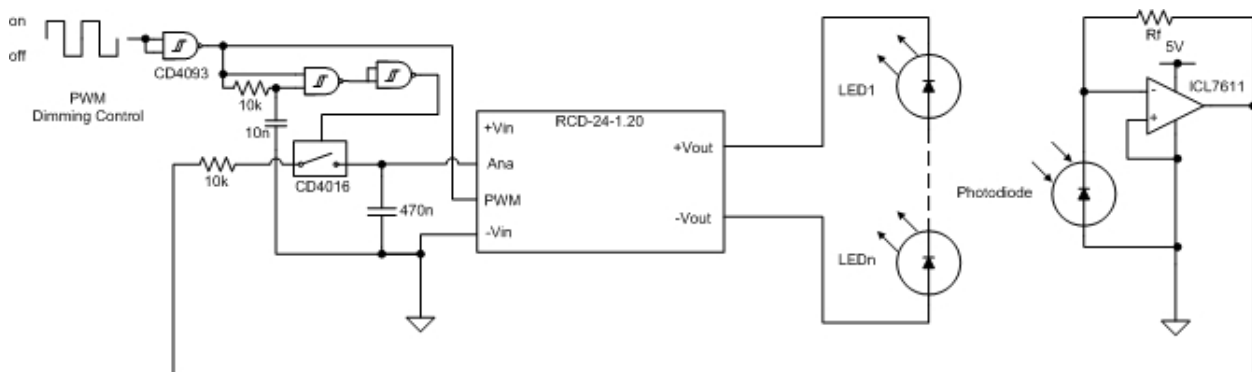 on
off
PWM
Dimming Control
CD4093
10k
10n
10k
CD4016
470n
RCD-24-1.20
+Vin
Ana
PWM
-Vin
+Vout
-Vout
LED1
LEDn
Photodiode
Rf
5V
ICL7611
-
+